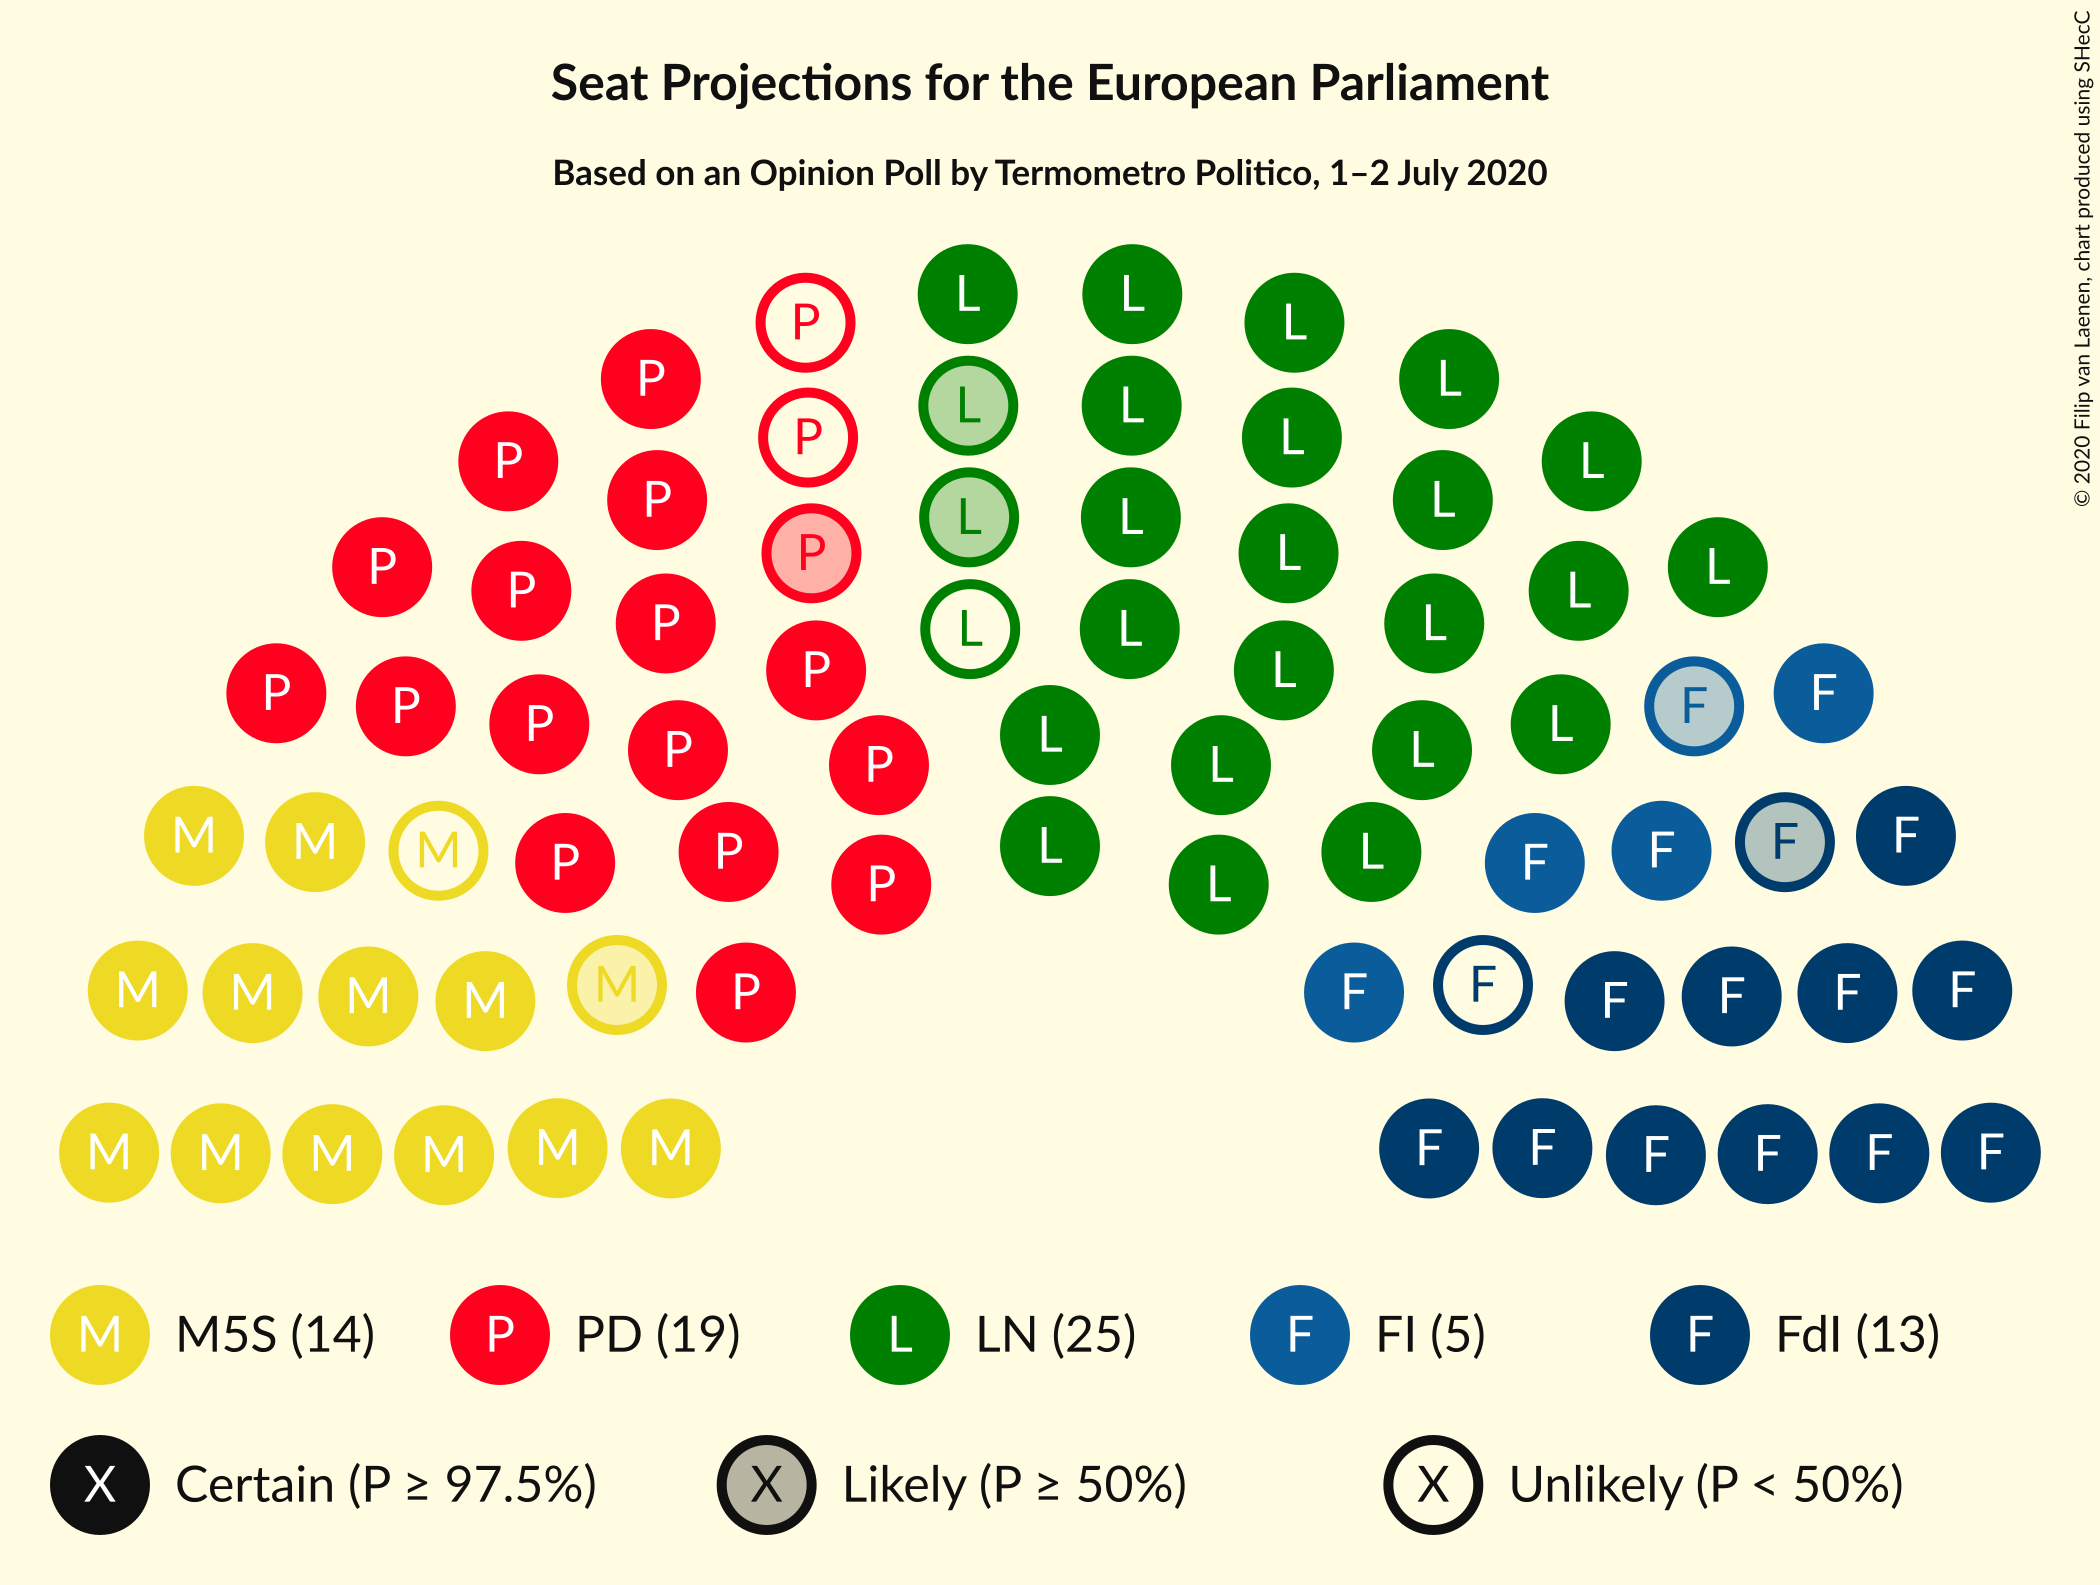 Seat Projections for the European Parliament
Based on an Opinion Poll by Termometro Politico, 1–2 July 2020
© 2020 Filip van Laenen, chart produced using SHecC
L L
P L
P L
L L
P L
P L
P L
P L
L L
P L
P L
P L
P L
P L
L L
P L
P L
P P P P L L F F
P L
L
P L
M M M P P P L L L F F F F
P L
M M M M M P F F F F F F
M M M M M M F F F F F F
M M5S (14) P PD (19) L LN (25) F FI (5) F FdI (13)
X Certain (P ≥ 97.5%) X Likely (P ≥ 50%) X Unlikely (P < 50%)